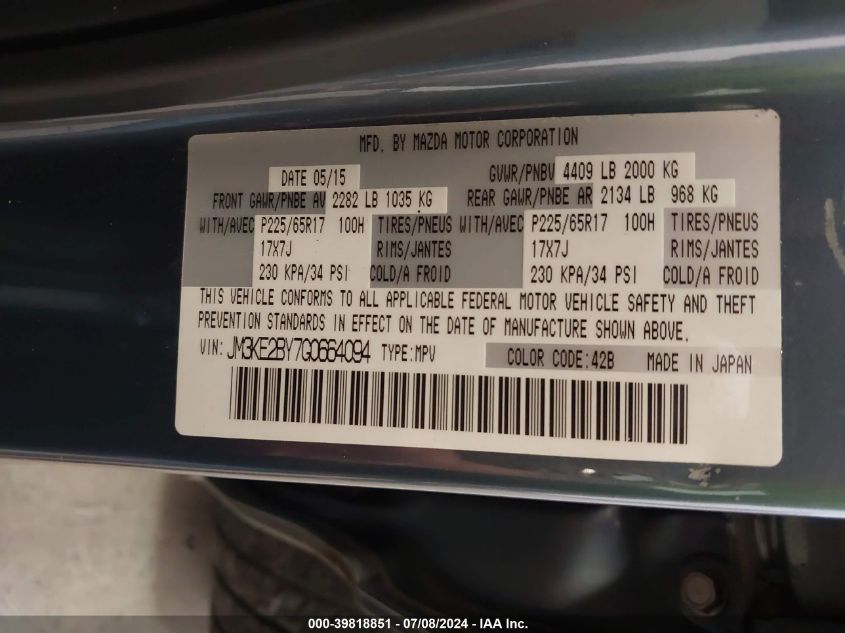 MFD. BY MAZDA MOTOR CORPORATION
DATE 05/15 GVWR/PNBV 4409 LB 2000 KG
FRONT GAWR/PNBE AV 2282 LB 1035 KG REAR GAWR/PNBE AR 2134 LB 968 KG
WITH/AVEC P225/65R17 100H TIRES/PNEUS WITH/AVEC P225/65R17 100H TIRES/PNEUS
17X7J RIMS/JANTES 17X7J RIMS/JANTES
230 KPA/34 PSI COLD/A FROID 230 KPA/34 PSI COLD/A FROID
THIS VEHICLE CONFORMS TO ALL APPLICABLE FEDERAL MOTOR VEHICLE SAFETY AND THEFT
PREVENTION STANDARDS IN EFFECT ON THE DATE OF MANUFACTURE SHOWN ABOVE.
VIN: JM3KE2BY7G0664094 TYPE:MPV COLOR CODE:42B MADE IN JAPAN
000-39818851 - 07/08/2024 - IAA Inc.